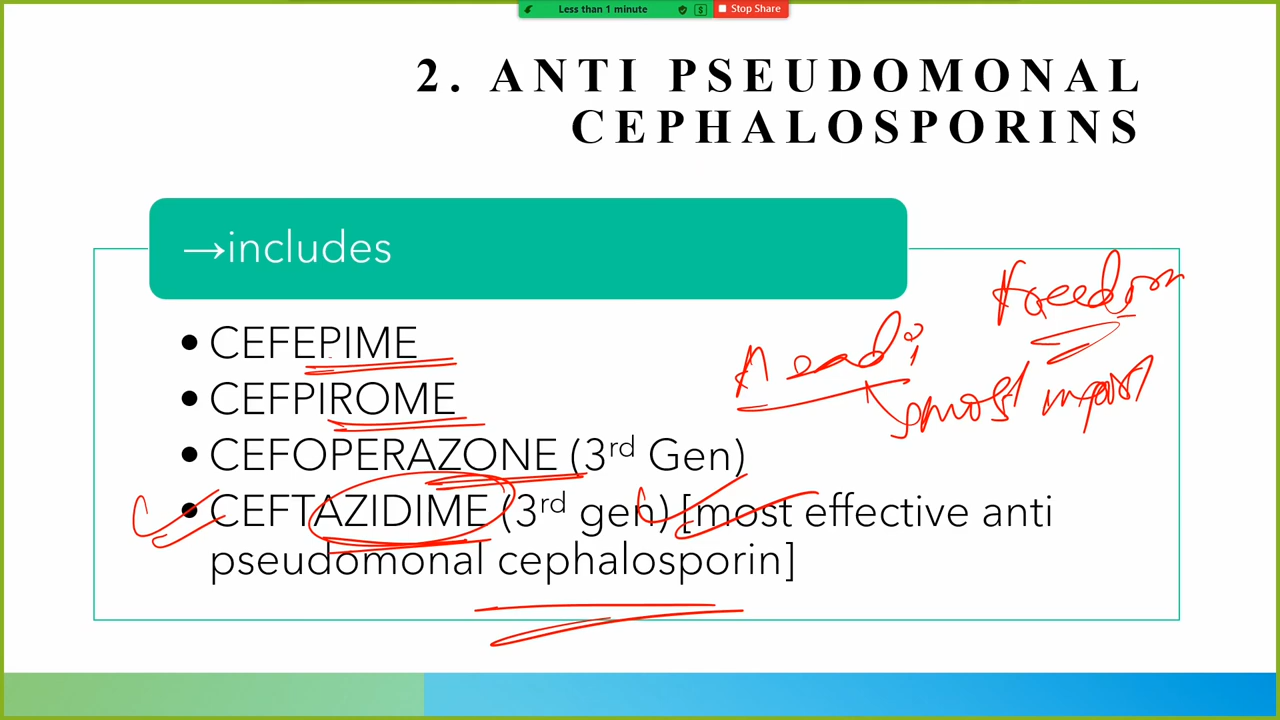 Less than 1 minute
Stop Share
2. ANTI PSEUDOMONAL
CEPHALOSPORINS
→includes
• CEFEPIME
• CEFPIROME
• CEFOPERAZONE (3rd Gen)
• CEFTAZIDIME (3rd gen) [most effective anti
pseudomonal cephalosporin]
Freedom
most